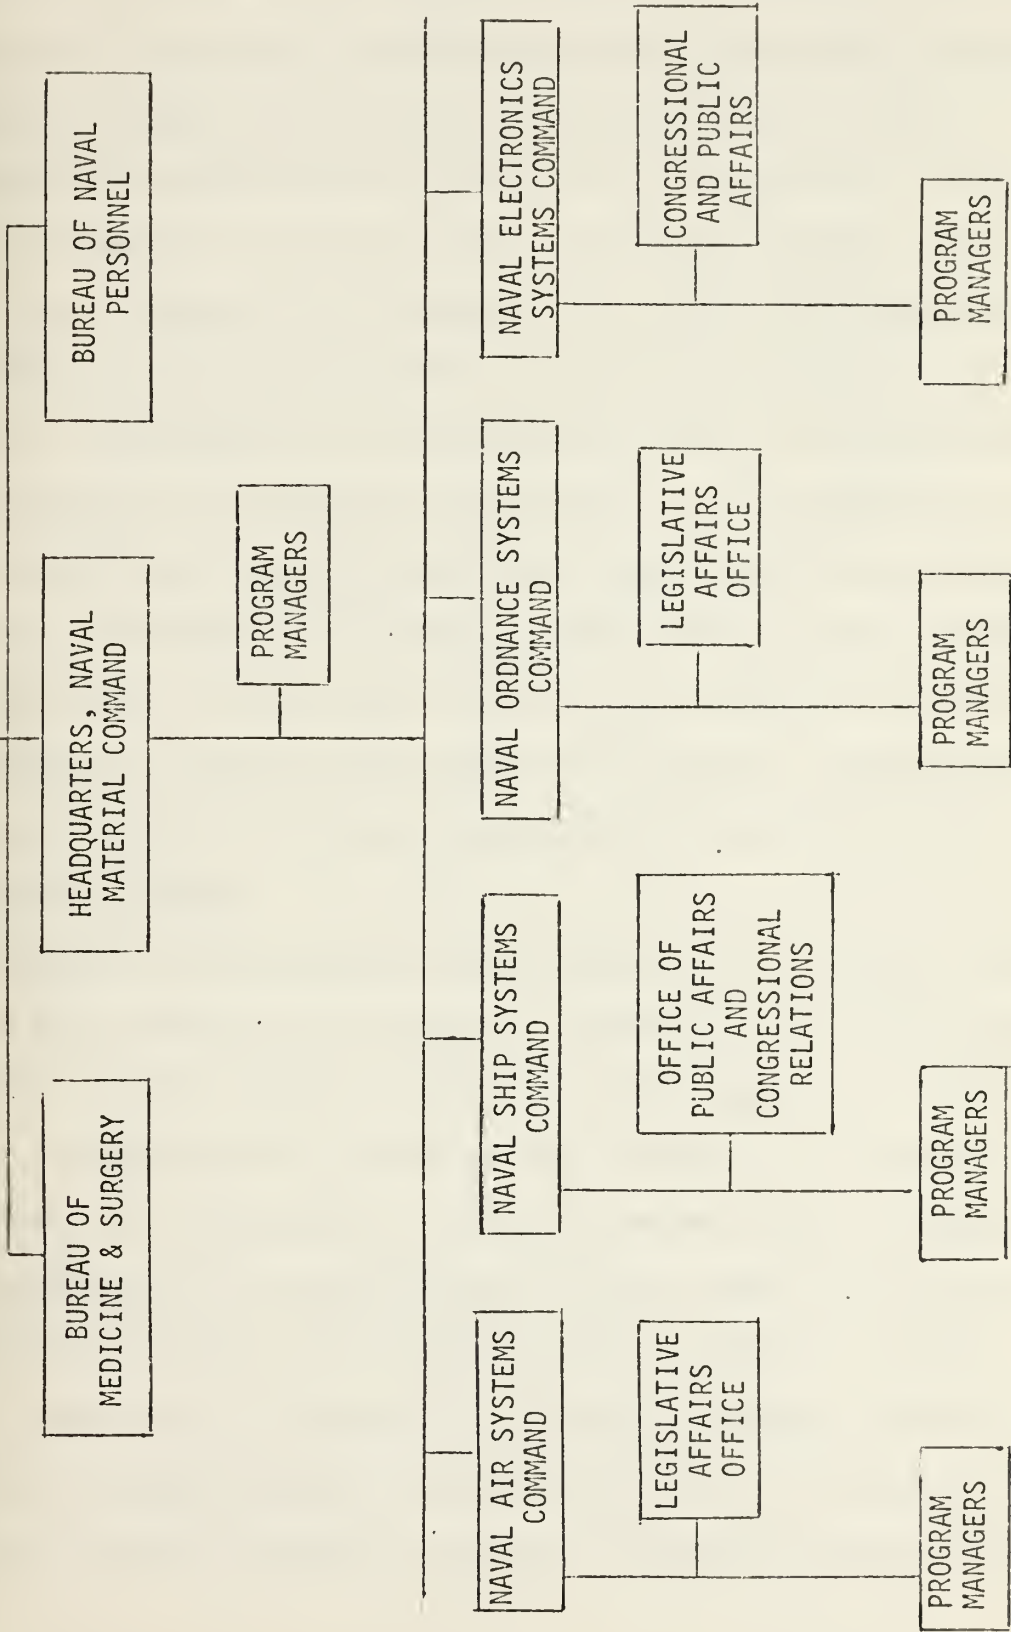 BUREAU OF
MEDICINE & SURGERY
HEADQUARTERS, NAVAL
MATERIAL COMMAND
BUREAU OF NAVAL
PERSONNEL
PROGRAM
MANAGERS
NAVAL AIR SYSTEMS
COMMAND
NAVAL SHIP SYSTEMS
COMMAND
NAVAL ORDNANCE SYSTEMS
COMMAND
NAVAL ELECTRONICS
SYSTEMS COMMAND
LEGISLATIVE
AFFAIRS
OFFICE
OFFICE OF
PUBLIC AFFAIRS
AND
CONGRESSIONAL
RELATIONS
LEGISLATIVE
AFFAIRS
OFFICE
CONGRESSIONAL
AND PUBLIC
AFFAIRS
PROGRAM
MANAGERS
PROGRAM
MANAGERS
PROGRAM
MANAGERS
PROGRAM
MANAGERS